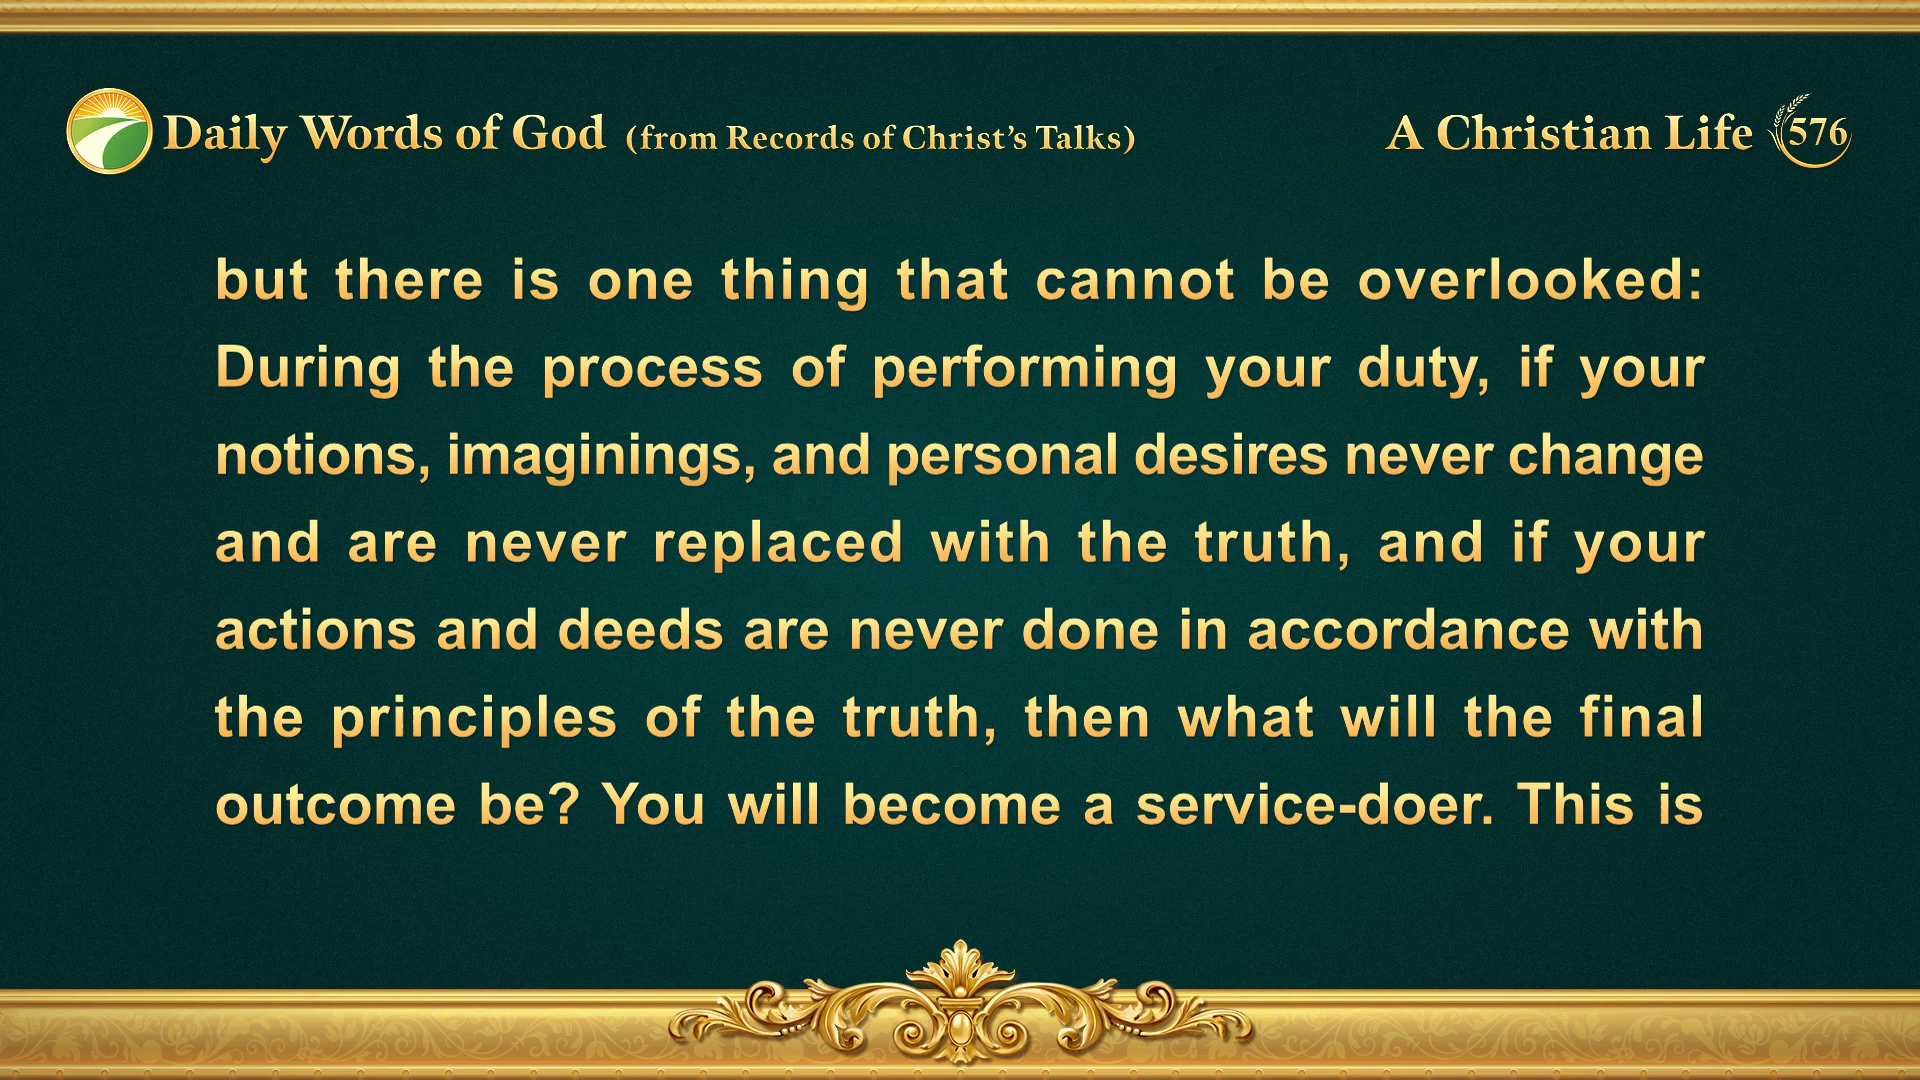 Daily Words of God (from Records of Christ's Talks)
A Christian Life 576
but there is one thing that cannot be overlooked:
During the process of performing your duty, if your
notions, imaginings, and personal desires never change
and are never replaced with the truth, and if your
actions and deeds are never done in accordance with
the principles of the truth, then what will the final
outcome be? You will become a service-doer. This is